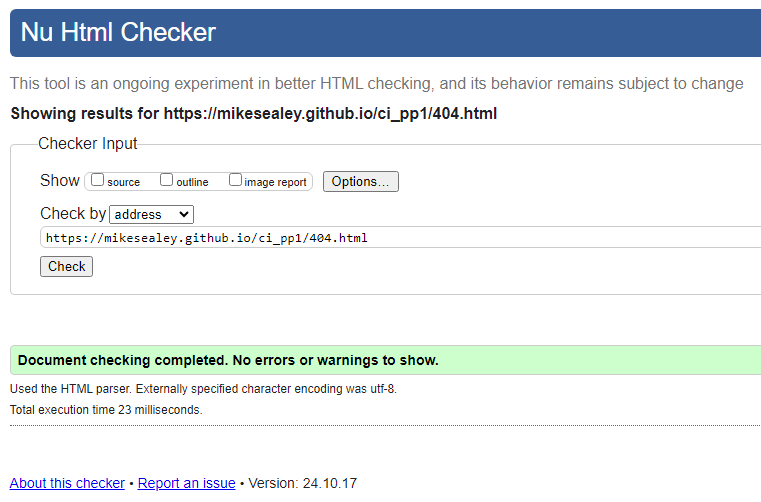 Nu Html Checker
This tool is an ongoing experiment in better HTML checking, and its behavior remains subject to change
Showing results for https://mikesealey.github.io/ci_pp1/404.html
Checker Input
Show source outline image report Options...
Check by address
https://mikesealey.github.io/ci_pp1/404.html
Check
Document checking completed. No errors or warnings to show.
Used the HTML parser. Externally specified character encoding was utf-8.
Total execution time 23 milliseconds.
About this checker • Report an issue • Version: 24.10.17